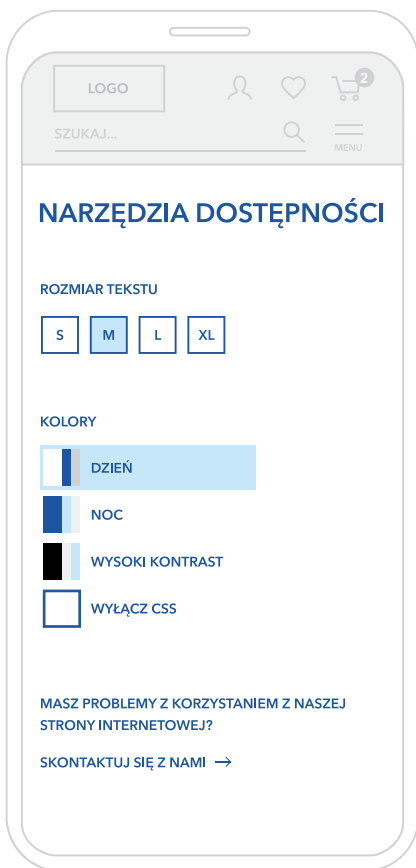 LOGO
2
SZUKAJ...
MENU
NARZĘDZIA DOSTĘPNOŚCI
ROZMIAR TEKSTU
S M L XL
KOLORY
DZIEŃ
NOC
WYSOKI KONTRAST
WYŁĄCZ CSS
MASZ PROBLEMY Z KORZYSTANIEM Z NASZEJ
STRONY INTERNETOWEJ?
SKONTAKTUJ SIĘ Z NAMI →